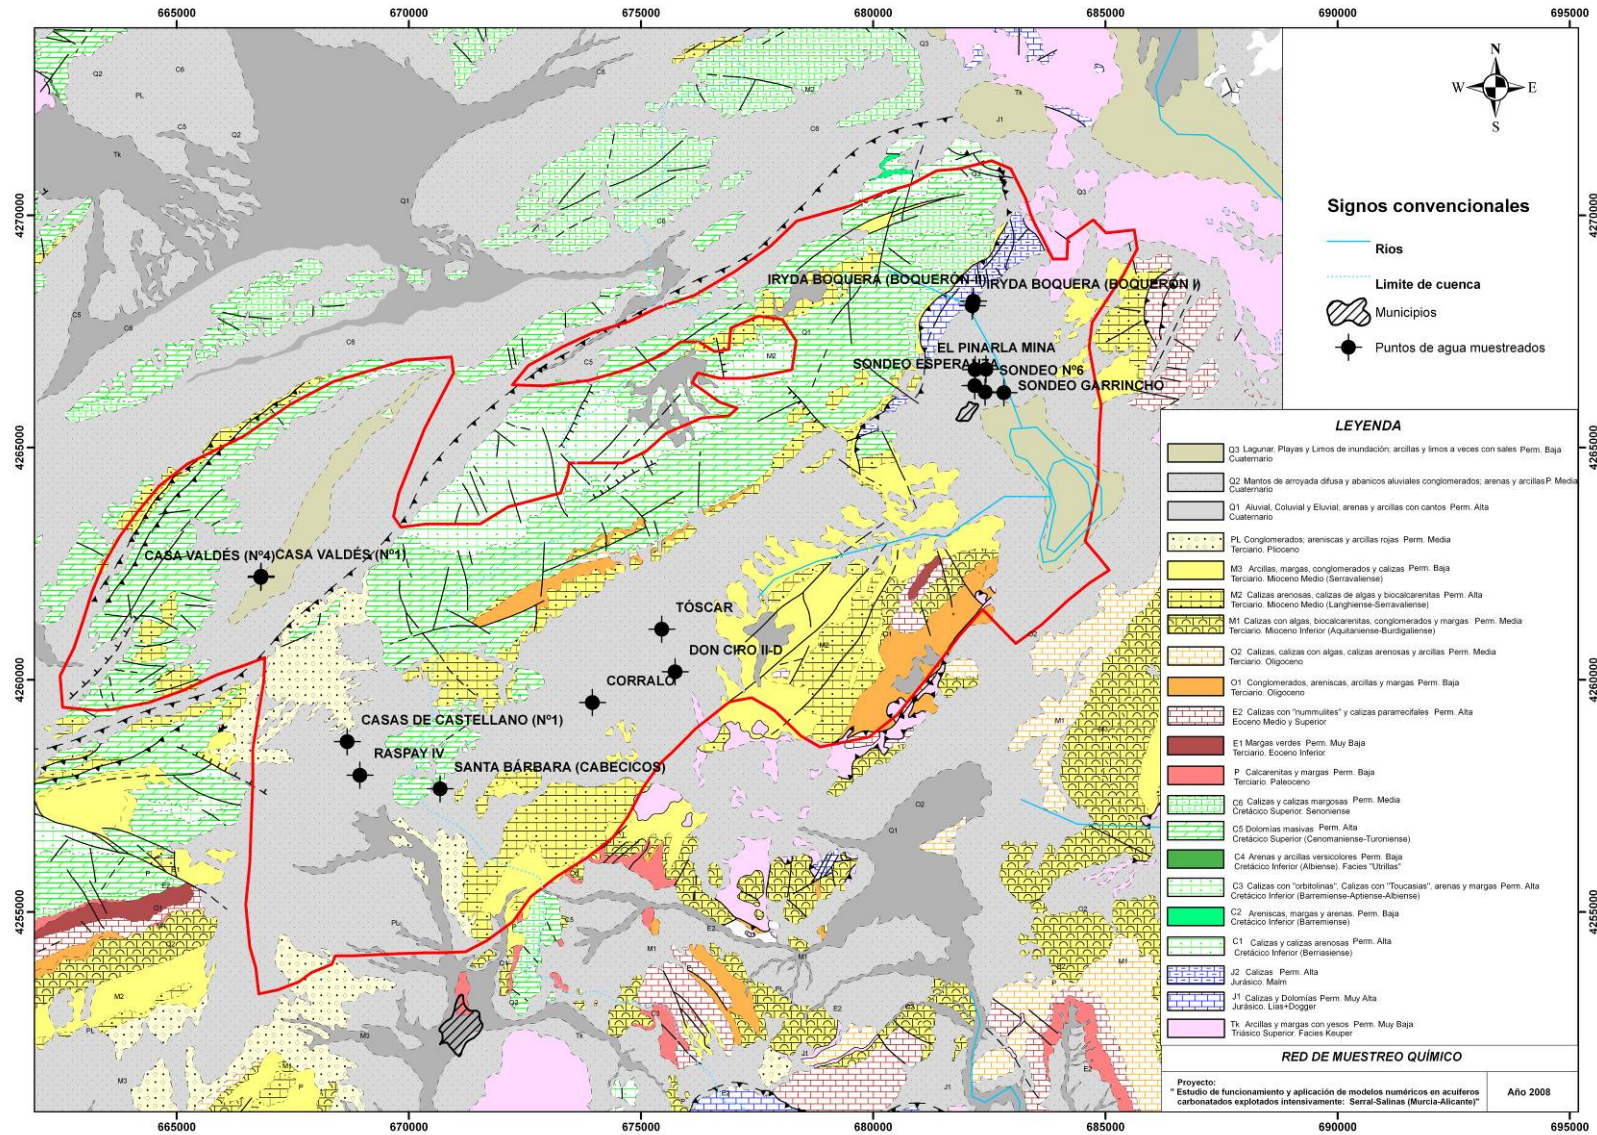 665000 670000 675000 680000 685000 690000 695000
4270000
4265000
4260000
4255000
4270000
4265000
4260000
4255000
N
W E
S
Signos convencionales
Rios
Limite de cuenca
Municipios
Puntos de agua muestreados
IRYDA BOQUERA (BOQUERÓN II)
IRYDA BOQUERA (BOQUERÓN I)
EL PINAR
LA MINA
SONDEO ESPERANZA
SONDEO Nº6
SONDEO GARRINCHO
CASA VALDÉS (Nº4)
CASA VALDÉS (Nº1)
TÓSCAR
DON CIRO II-D
CORRALO
CASAS DE CASTELLANO (Nº1)
RASPAY IV
SANTA BÁRBARA (CABECICOS)
LEYENDA
Q3 Lagunar, Playas y Limos de inundación; arcillas y limos a veces con sales Perm. Baja
Cuaternario
Q2 Mantos de arroyada difusa y abanicos aluviales conglomerados; arenas y arcillas P. Media
Cuaternario
Q1 Aluvial, Coluvial y Eluvial; arenas y arcillas con cantos Perm. Alta
Cuaternario
PL Conglomerados; areniscas y arcillas rojas Perm. Media
Terciario. Plioceno
M3 Arcillas, margas, conglomerados y calizas Perm. Baja
Terciario. Mioceno Medio (Serravaliense)
M2 Calizas arenosas, calizas de algas y biocalcarenitas Perm. Alta
Terciario. Mioceno Medio (Langhiense-Serravaliense)
M1 Calizas con algas, biocalcarenitas, conglomerados y margas Perm. Media
Terciario. Mioceno Inferior (Aquitaniense-Burdigaliense)
O2 Calizas, calizas con algas, calizas arenosas y arcillas Perm. Media
Terciario. Oligoceno
O1 Conglomerados, areniscas, arcillas y margas Perm. Baja
Terciario. Oligoceno
E2 Calizas con "nummulites" y calizas pararrecifales Perm. Alta
Eoceno Medio y Superior
E1 Margas verdes Perm. Muy Baja
Terciario. Eoceno Inferior
P Calcarenitas y margas Perm. Baja
Terciario. Paleoceno
C6 Calizas y calizas margosas Perm. Media
Cretácico Superior. Senoniense
C5 Dolomías masivas Perm. Alta
Cretácico Superior (Cenomaniense-Turoniense)
C4 Arenas y arcillas versicolores Perm. Baja
Cretácico Inferior (Albiense). Facies "Utrillas"
C3 Calizas con "orbitolinas", Calizas con "Toucasias", arenas y margas Perm. Alta
Cretácico Inferior (Barremiense-Aptiense-Albiense)
C2 Areniscas, margas y arenas. Perm. Baja
Cretácico Inferior (Barremiense)
C1 Calizas y calizas arenosas Perm. Alta
Cretácico Inferior (Berriasiense)
J2 Calizas Perm. Alta
Jurásico. Malm
J1 Calizas y Dolomías Perm. Muy Alta
Jurásico. Lias+Dogger
Tk Arcillas y margas con yesos Perm. Muy Baja
Triásico Superior. Facies Keuper
RED DE MUESTREO QUÍMICO
Proyecto:
" Estudio de funcionamiento y aplicación de modelos numéricos en acuíferos
carbonatados explotados intensivamente: Serral-Salinas (Murcia-Alicante)"
Año 2008
665000 670000 675000 680000 685000 690000 695000